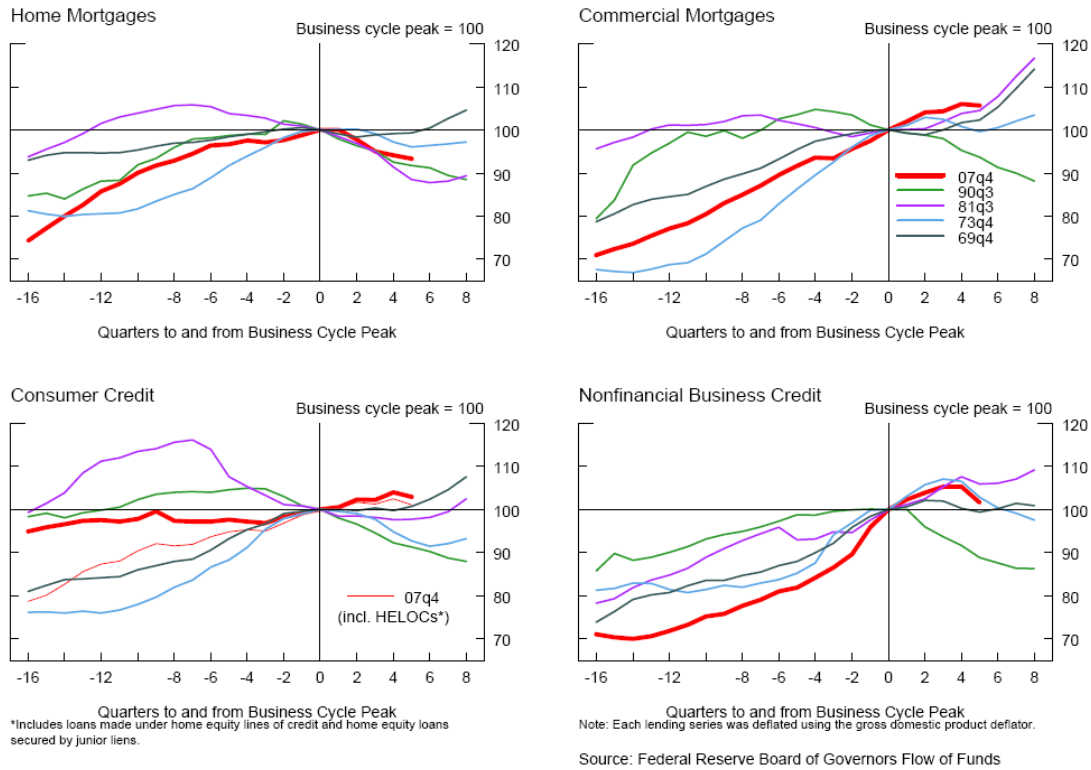 Home Mortgages
Business cycle peak = 100
120
110
100
90
80
70
-16 -12 -8 -6 -4 -2 0 2 4 6 8
Quarters to and from Business Cycle Peak
Commercial Mortgages
Business cycle peak = 100
120
110
100
90
80
70
07q4
90q3
81q3
73q4
69q4
-16 -12 -8 -6 -4 -2 0 2 4 6 8
Quarters to and from Business Cycle Peak
Consumer Credit
Business cycle peak = 100
120
110
100
90
80
70
07q4
(incl. HELOCs*)
-16 -12 -8 -6 -4 -2 0 2 4 6 8
Quarters to and from Business Cycle Peak
*Includes loans made under home equity lines of credit and home equity loans
secured by junior liens.
Nonfinancial Business Credit
Business cycle peak = 100
120
110
100
90
80
70
-16 -12 -8 -6 -4 -2 0 2 4 6 8
Quarters to and from Business Cycle Peak
Note: Each lending series was deflated using the gross domestic product deflator.
Source: Federal Reserve Board of Governors Flow of Funds